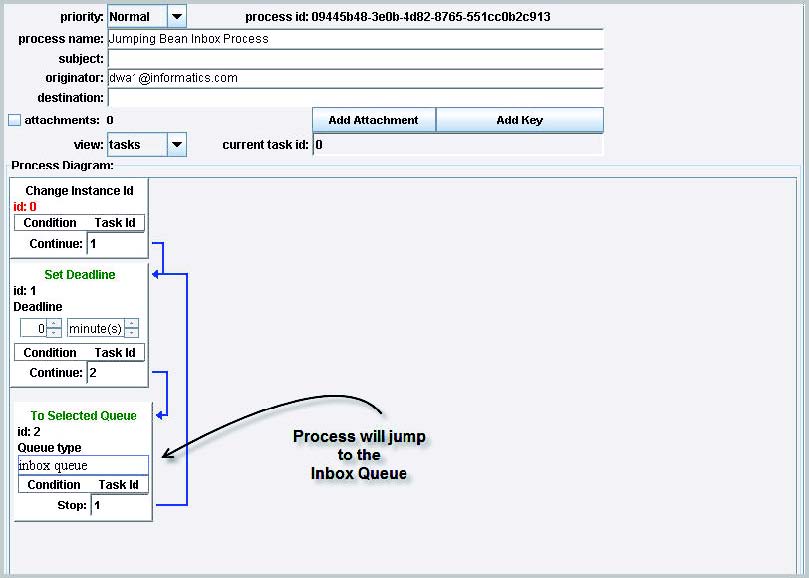 priority: Normal process id: 09445b48-3e0b-4d82-8765-551cc0b2c913
process name: Jumping Bean Inbox Process
subject:
originator: dwa´@informatics.com
destination:
attachments: 0 Add Attachment Add Key
view: tasks current task id: 0
Process Diagram:
Change Instance Id
id: 0
Condition Task Id
Continue: 1
Set Deadline
id: 1
Deadline
0 minute(s)
Condition Task Id
Continue: 2
To Selected Queue
id: 2
Queue type
inbox queue
Condition Task Id
Stop: 1
Process will jump
to the
Inbox Queue